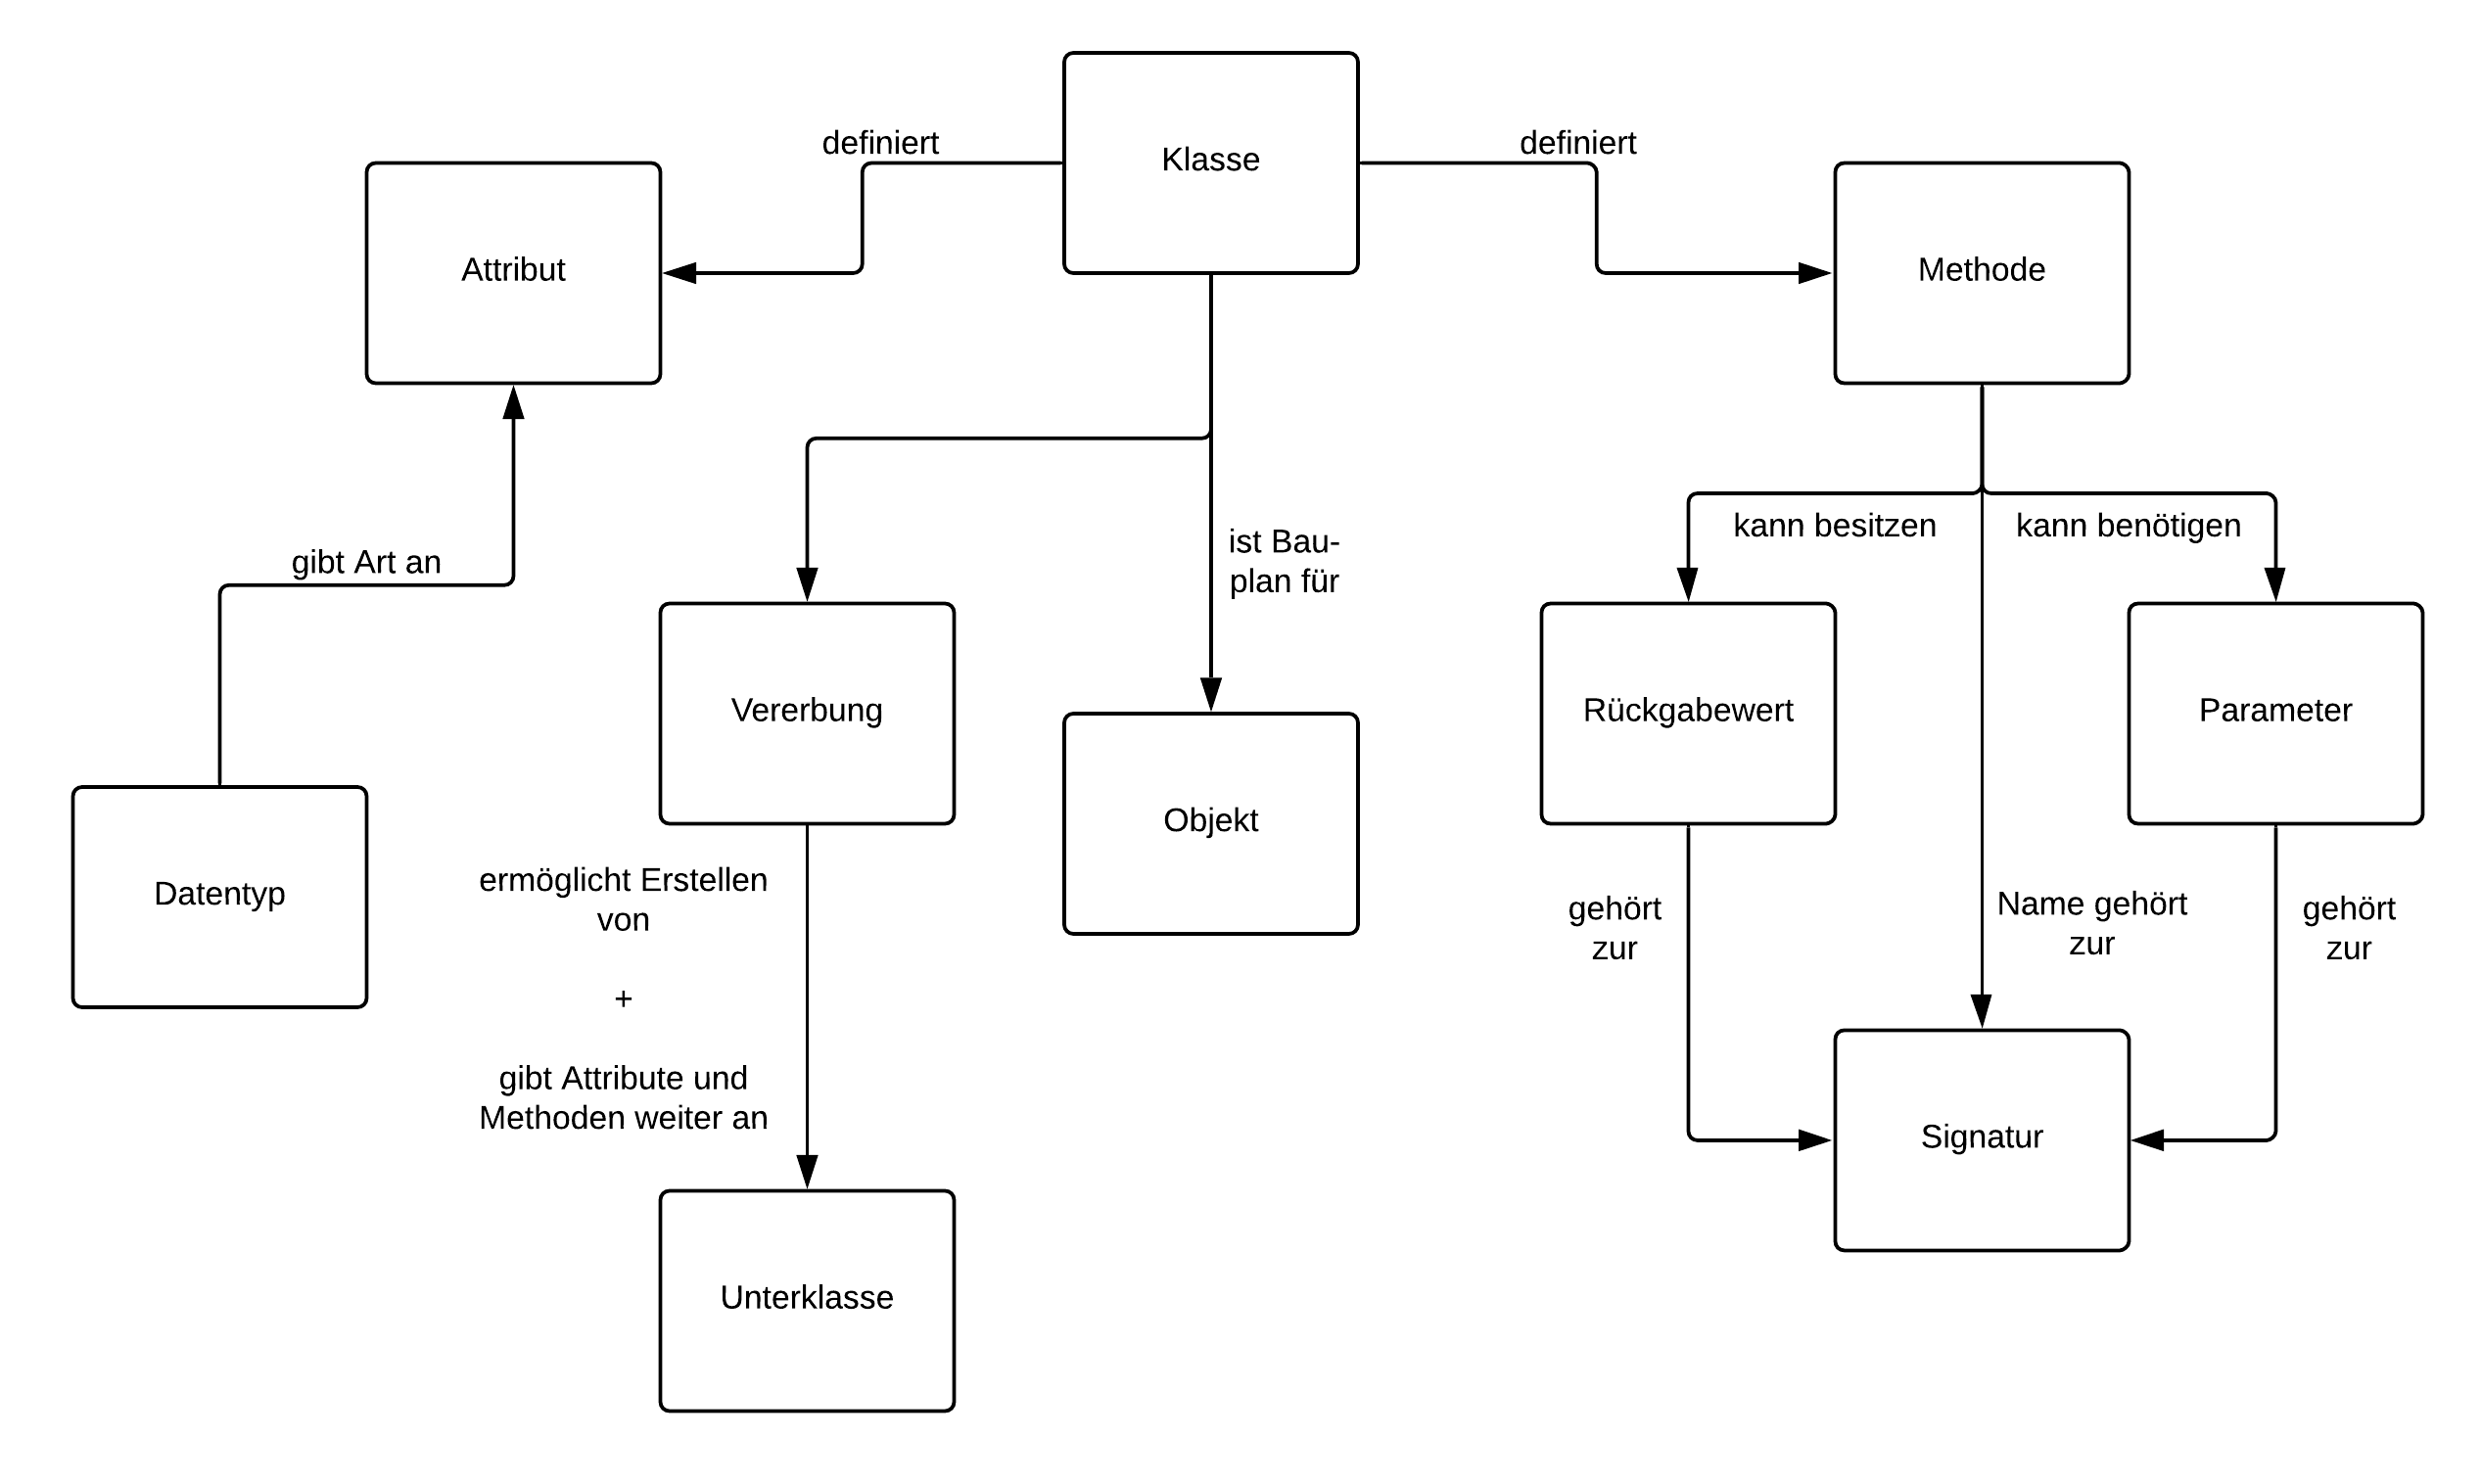 definiert
Klasse
definiert
Attribut
Methode
gibt Art an
ist Bau-
plan für
kann besitzen
kann benötigen
Vererbung
Objekt
Rückgabewert
Parameter
Datentyp
ermöglicht Erstellen
von
+
gibt Attribute und
Methoden weiter an
gehört
zur
Name gehört
zur
gehört
zur
Signatur
Unterklasse